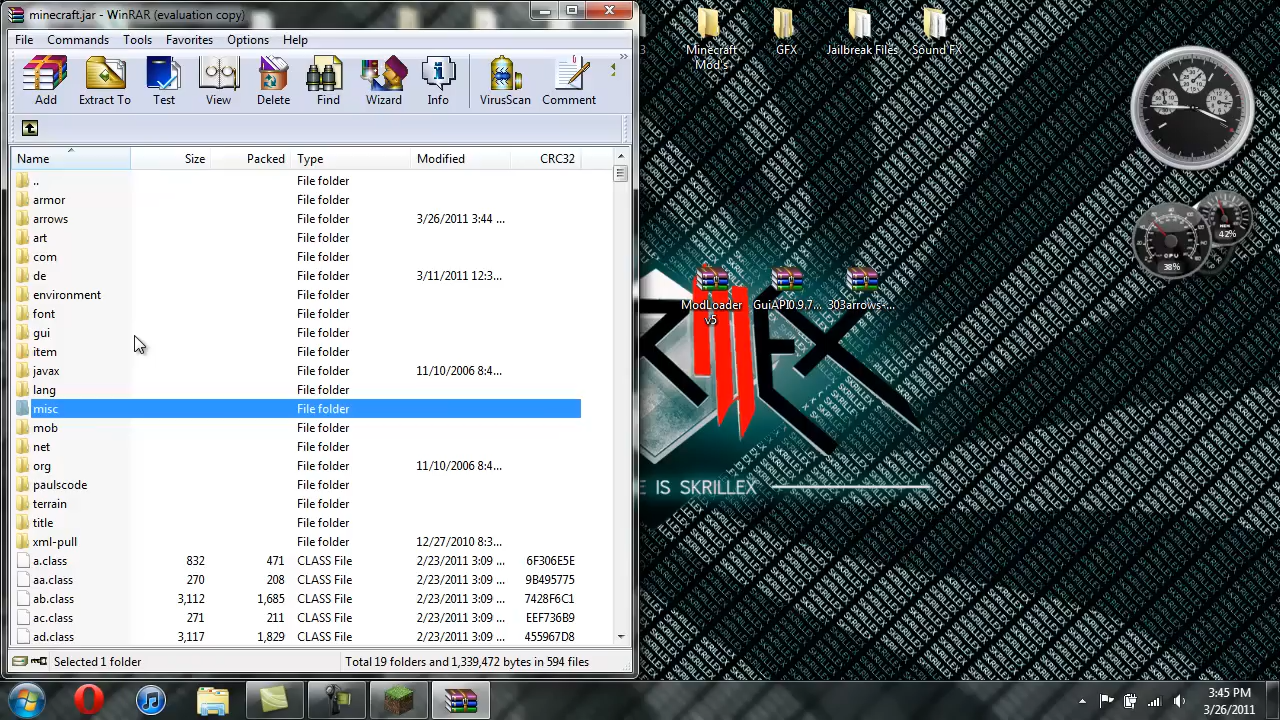 minecraft.jar - WinRAR (evaluation copy)
File Commands Tools Favorites Options Help
Add Extract To Test View Delete Find Wizard Info VirusScan Comment
Name Size Packed Type Modified CRC32
.. File folder
armor File folder
arrows File folder 3/26/2011 3:44 ...
art File folder
com File folder
de File folder 3/11/2011 12:3...
environment File folder
font File folder
gui File folder
item File folder
javax File folder 11/10/2006 8:4...
lang File folder
misc File folder
mob File folder
net File folder
org File folder 11/10/2006 8:4...
paulscode File folder
terrain File folder
title File folder
xml-pull File folder 12/27/2010 8:3...
a.class 832 471 CLASS File 2/23/2011 3:09 ... 6F306E5E
aa.class 270 208 CLASS File 2/23/2011 3:09 ... 9B495775
ab.class 3,112 1,685 CLASS File 2/23/2011 3:09 ... 7428F6C1
ac.class 271 211 CLASS File 2/23/2011 3:09 ... EEF736B9
ad.class 3,117 1,829 CLASS File 2/23/2011 3:09 ... 455967D8
Selected 1 folder Total 19 folders and 1,339,472 bytes in 594 files
3 Minecraft Mod's GFX Jailbreak Files Sound FX
42%
CPU
38%
ModLoader v5 GuiAPI0.9.7... 303arrows-...
E IS SKRILLEX
3:45 PM
3/26/2011